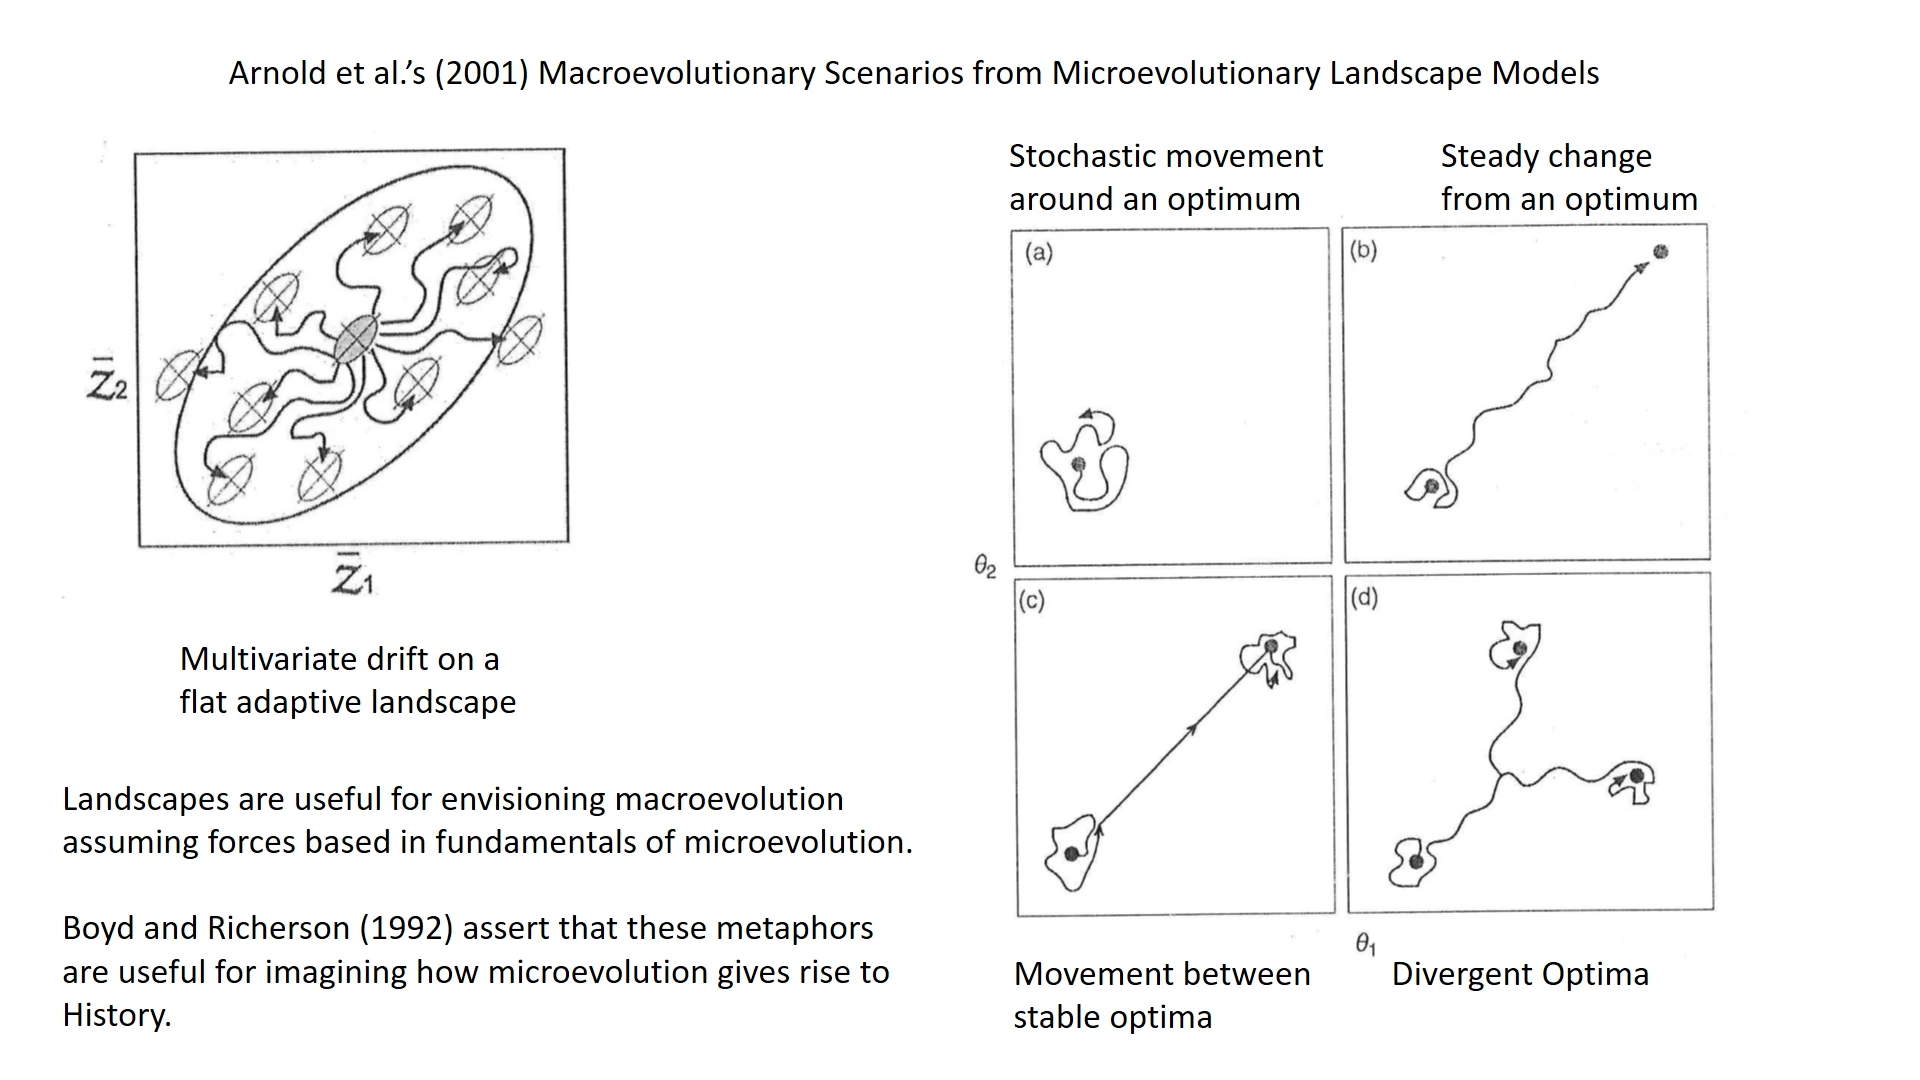 Arnold et al.’s (2001) Macroevolutionary Scenarios from Microevolutionary Landscape Models
z̅2
z̅1
Multivariate drift on a
flat adaptive landscape
Landscapes are useful for envisioning macroevolution
assuming forces based in fundamentals of microevolution.
Boyd and Richerson (1992) assert that these metaphors
are useful for imagining how microevolution gives rise to
History.
Stochastic movement
around an optimum
Steady change
from an optimum
(a)
(b)
θ2
(c)
(d)
θ1
Movement between
stable optima
Divergent Optima